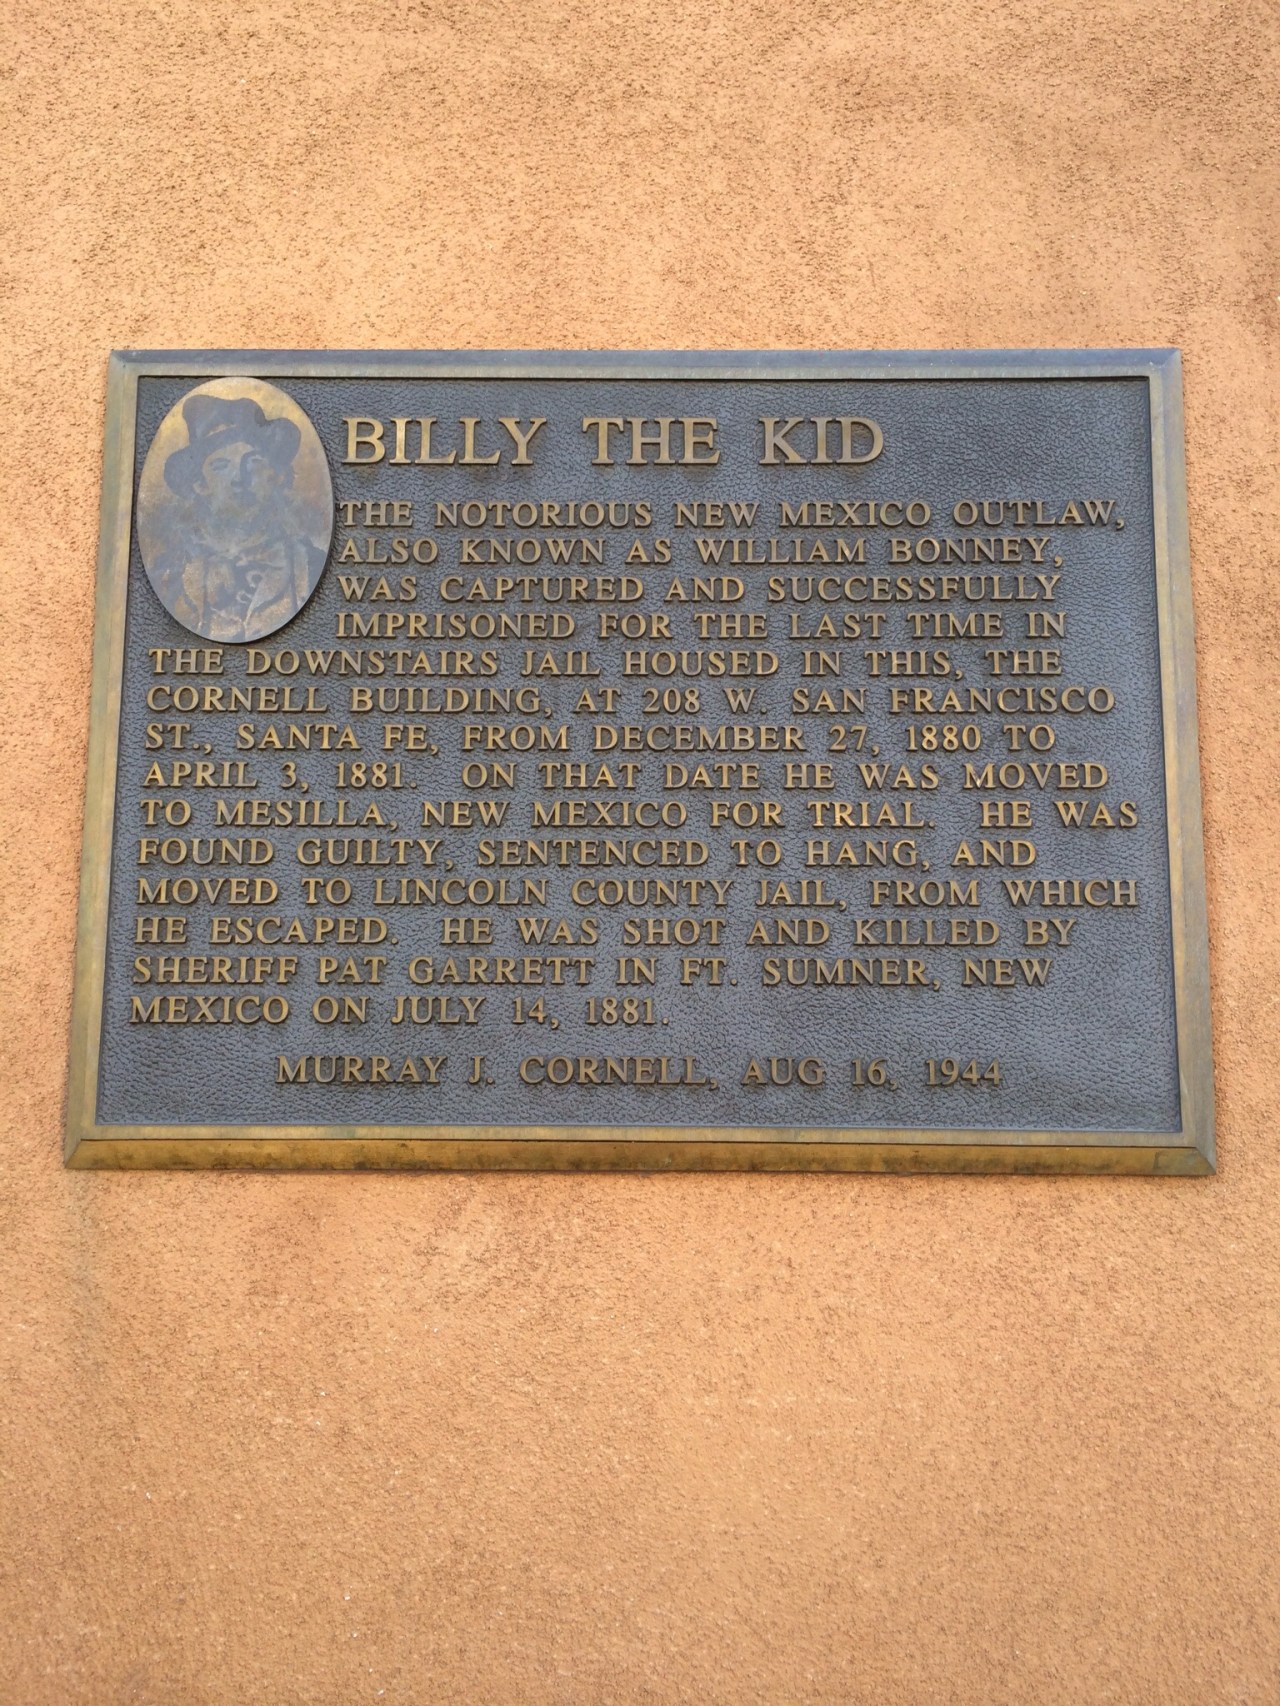 BILLY THE KID
THE NOTORIOUS NEW MEXICO OUTLAW,
ALSO KNOWN AS WILLIAM BONNEY,
WAS CAPTURED AND SUCCESSFULLY
IMPRISONED FOR THE LAST TIME IN
THE DOWNSTAIRS JAIL HOUSED IN THIS, THE
CORNELL BUILDING, AT 208 W. SAN FRANCISCO
ST., SANTA FE, FROM DECEMBER 27, 1880 TO
APRIL 3, 1881. ON THAT DATE HE WAS MOVED
TO MESILLA, NEW MEXICO FOR TRIAL. HE WAS
FOUND GUILTY, SENTENCED TO HANG, AND
MOVED TO LINCOLN COUNTY JAIL, FROM WHICH
HE ESCAPED. HE WAS SHOT AND KILLED BY
SHERIFF PAT GARRETT IN FT. SUMNER, NEW
MEXICO ON JULY 14, 1881.
MURRAY J. CORNELL, AUG 16, 1944